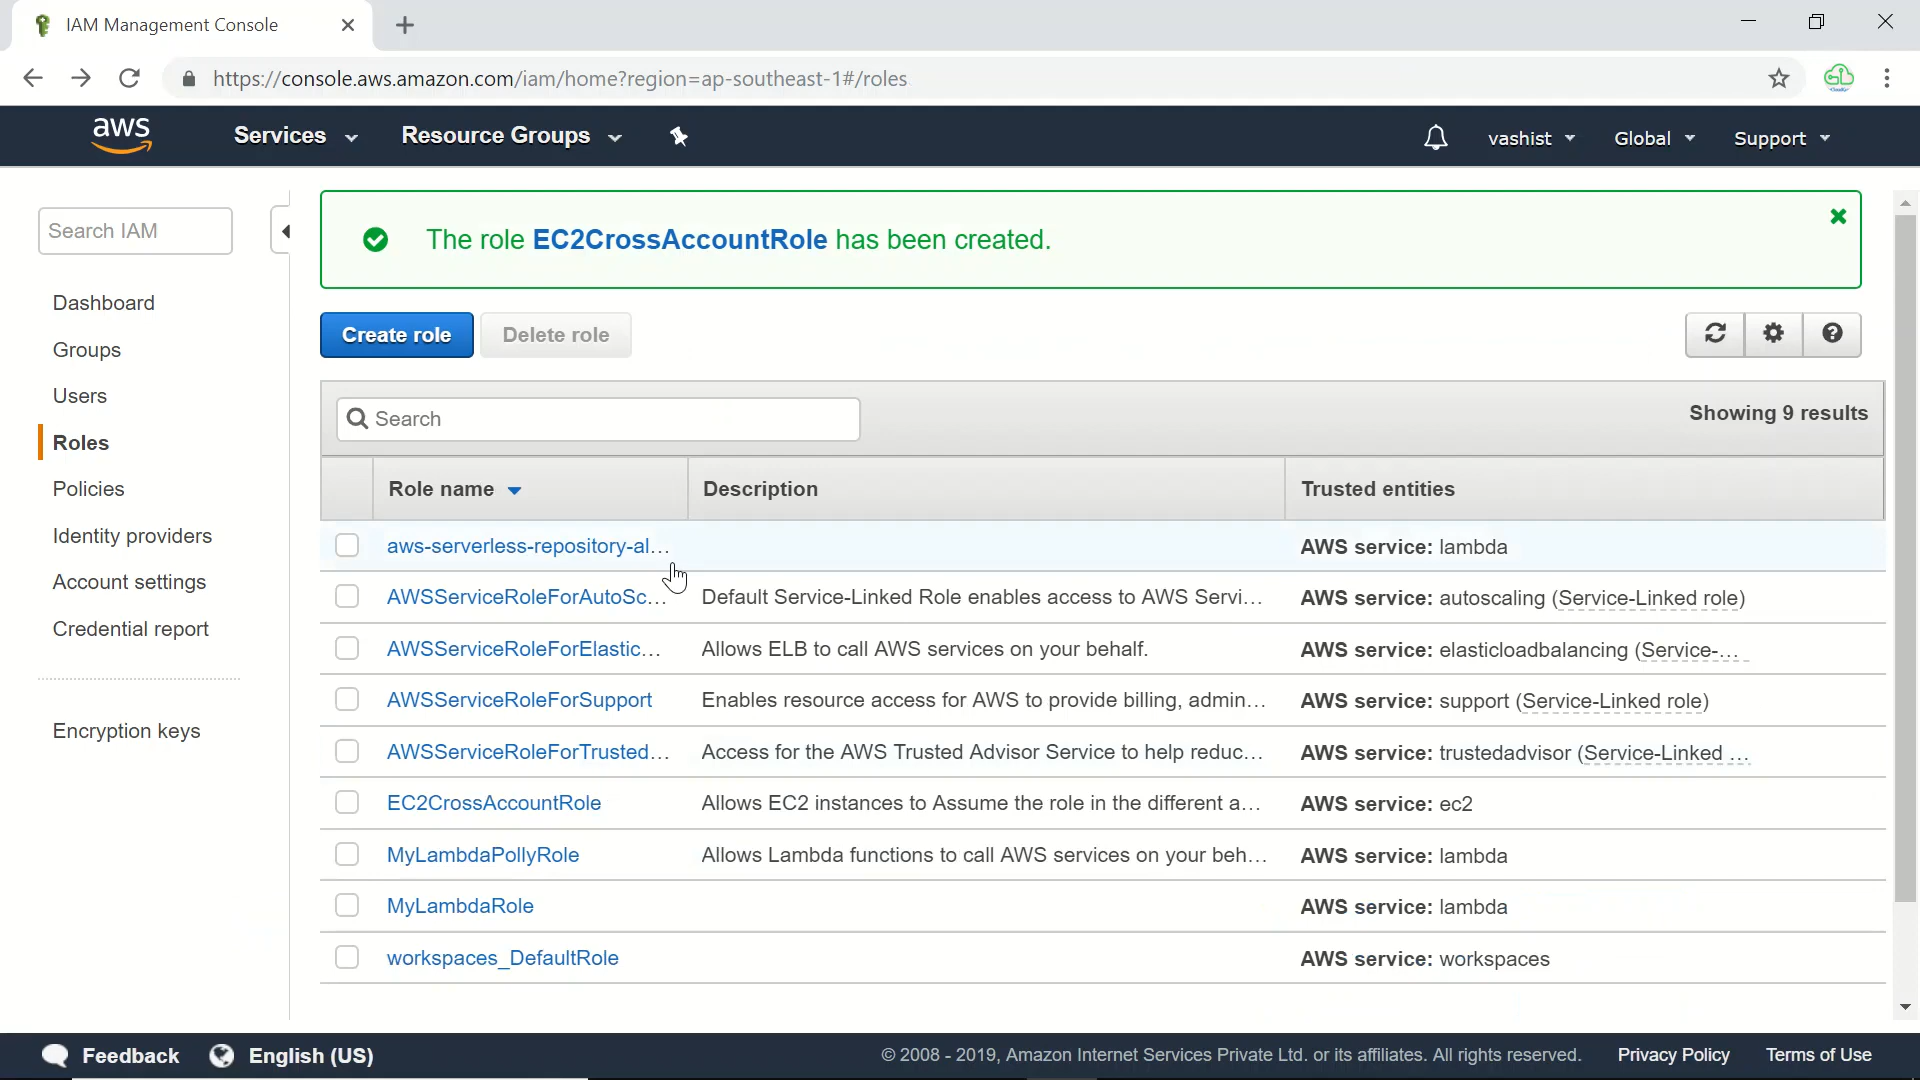 IAM Management Console
https://console.aws.amazon.com/iam/home?region=ap-southeast-1#/roles
aws Services Resource Groups vashist Global Support
Search IAM
Dashboard
Groups
Users
Roles
Policies
Identity providers
Account settings
Credential report
Encryption keys
The role EC2CrossAccountRole has been created.
Create role Delete role
Search Showing 9 results
Role name Description Trusted entities
aws-serverless-repository-al... AWS service: lambda
AWSServiceRoleForAutoSc... Default Service-Linked Role enables access to AWS Servi... AWS service: autoscaling (Service-Linked role)
AWSServiceRoleForElastic... Allows ELB to call AWS services on your behalf. AWS service: elasticloadbalancing (Service-...
AWSServiceRoleForSupport Enables resource access for AWS to provide billing, admin... AWS service: support (Service-Linked role)
AWSServiceRoleForTrusted... Access for the AWS Trusted Advisor Service to help reduc... AWS service: trustedadvisor (Service-Linked ...
EC2CrossAccountRole Allows EC2 instances to Assume the role in the different a... AWS service: ec2
MyLambdaPollyRole Allows Lambda functions to call AWS services on your beh... AWS service: lambda
MyLambdaRole AWS service: lambda
workspaces_DefaultRole AWS service: workspaces
Feedback English (US) © 2008 - 2019, Amazon Internet Services Private Ltd. or its affiliates. All rights reserved. Privacy Policy Terms of Use